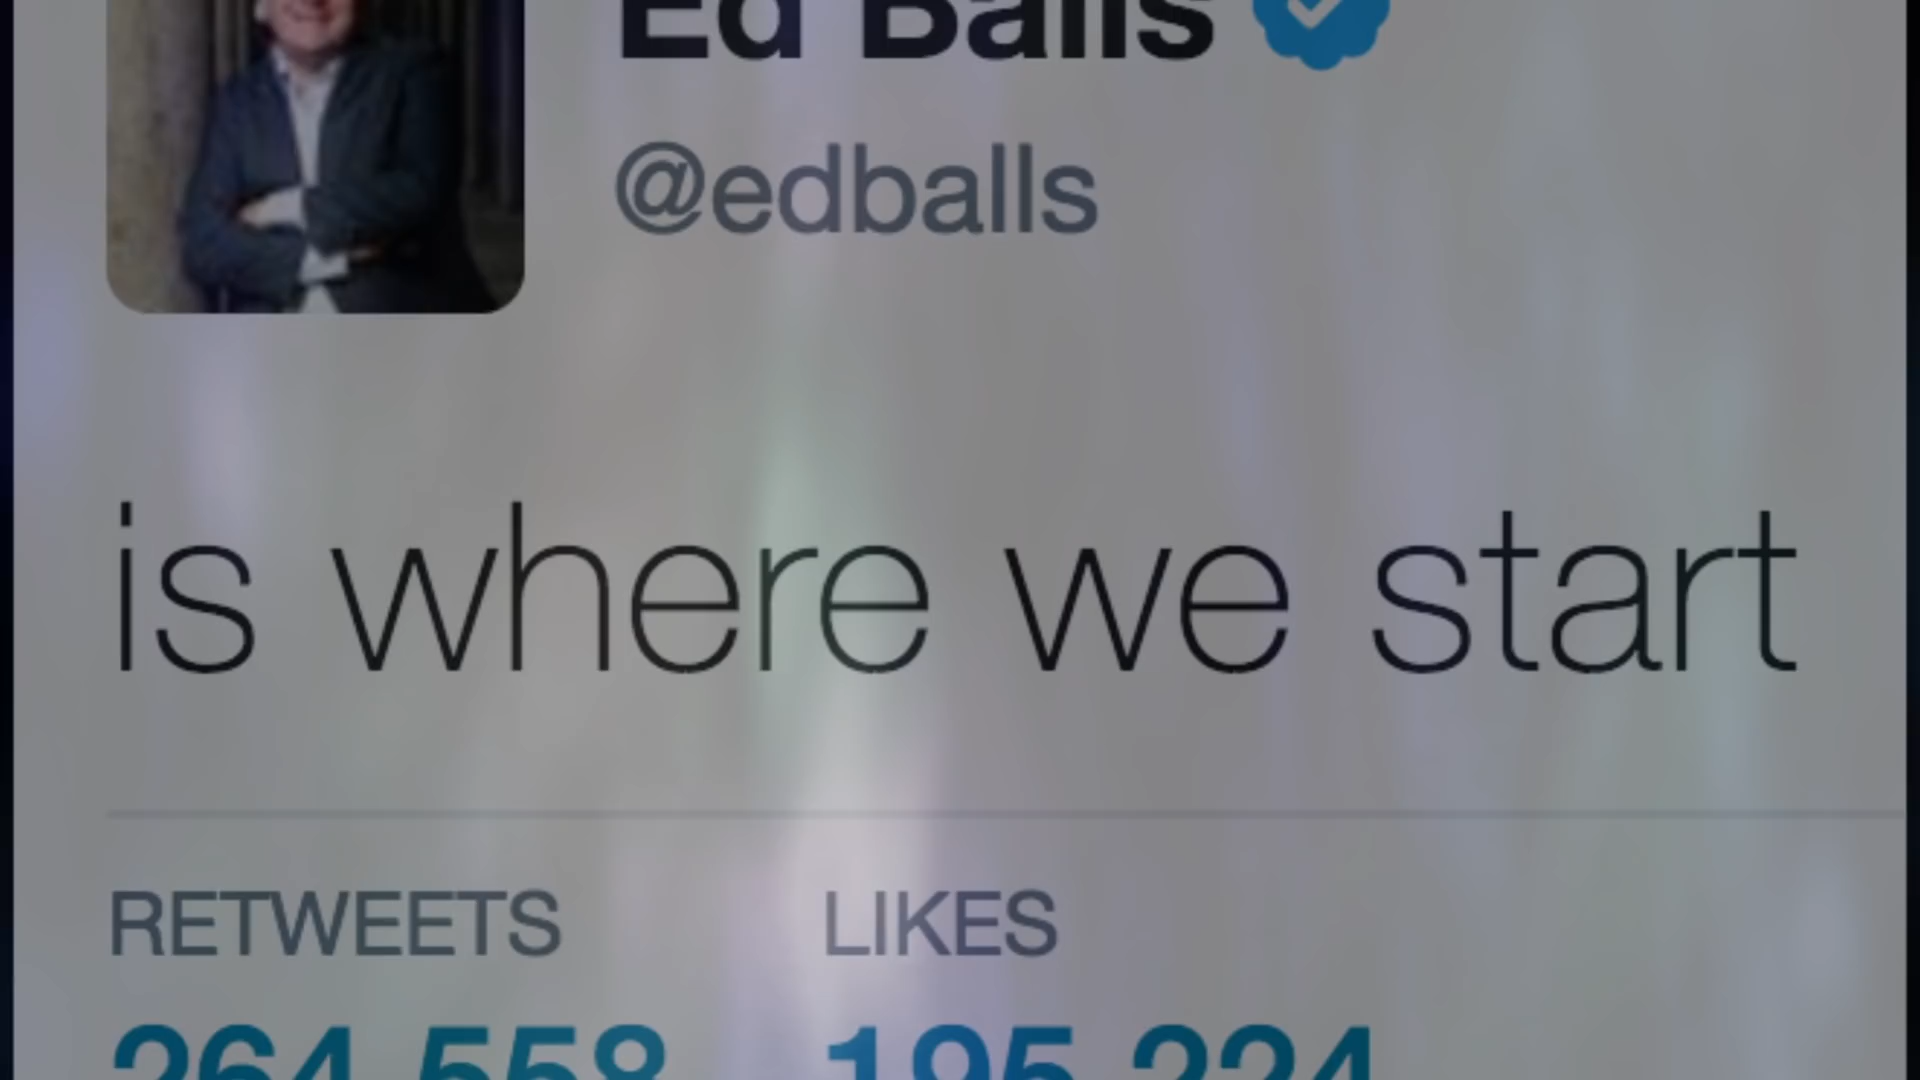 Ed Balls
@edballs
is where we start
RETWEETS LIKES
264,558 195,224